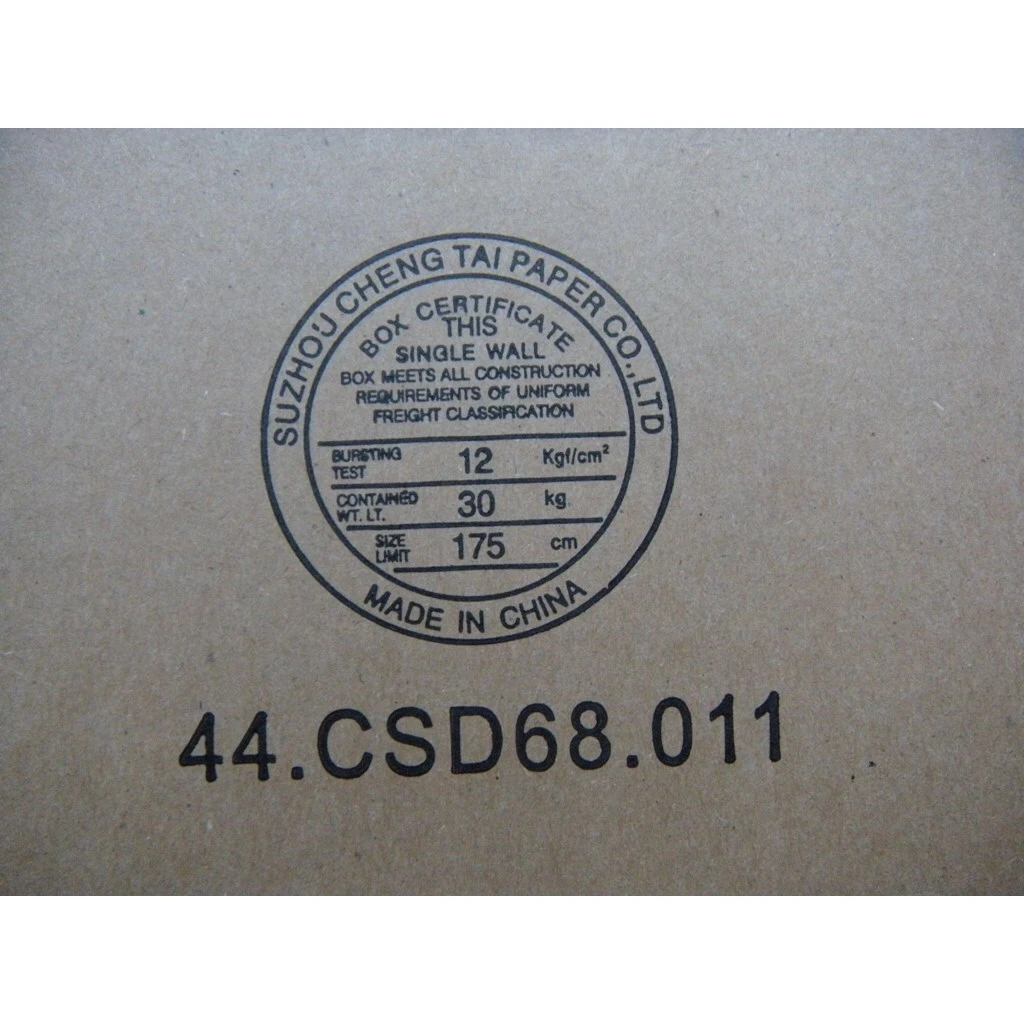 SUZHOU CHENG TAI PAPER CO.,LTD
BOX CERTIFICATE
THIS
SINGLE WALL
BOX MEETS ALL CONSTRUCTION
REQUIREMENTS OF UNIFORM
FREIGHT CLASSIFICATION
BURSTING TEST 12 Kgf/cm²
CONTAINED WT. LT. 30 kg
SIZE LIMIT 175 cm
MADE IN CHINA
44.CSD68.011